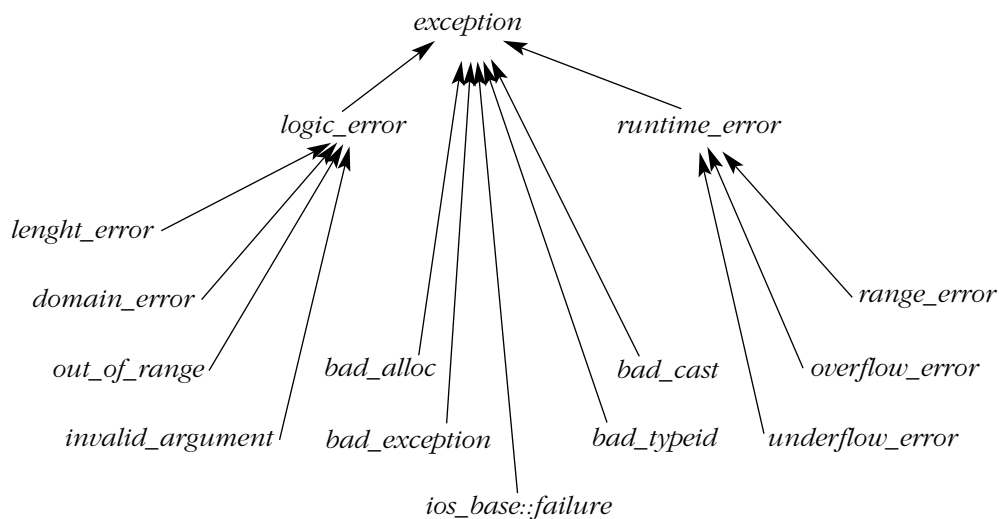 exception
logic_error
runtime_error
lenght_error
domain_error
range_error
out_of_range
bad_alloc
bad_cast
overflow_error
invalid_argument
bad_exception
bad_typeid
underflow_error
ios_base::failure